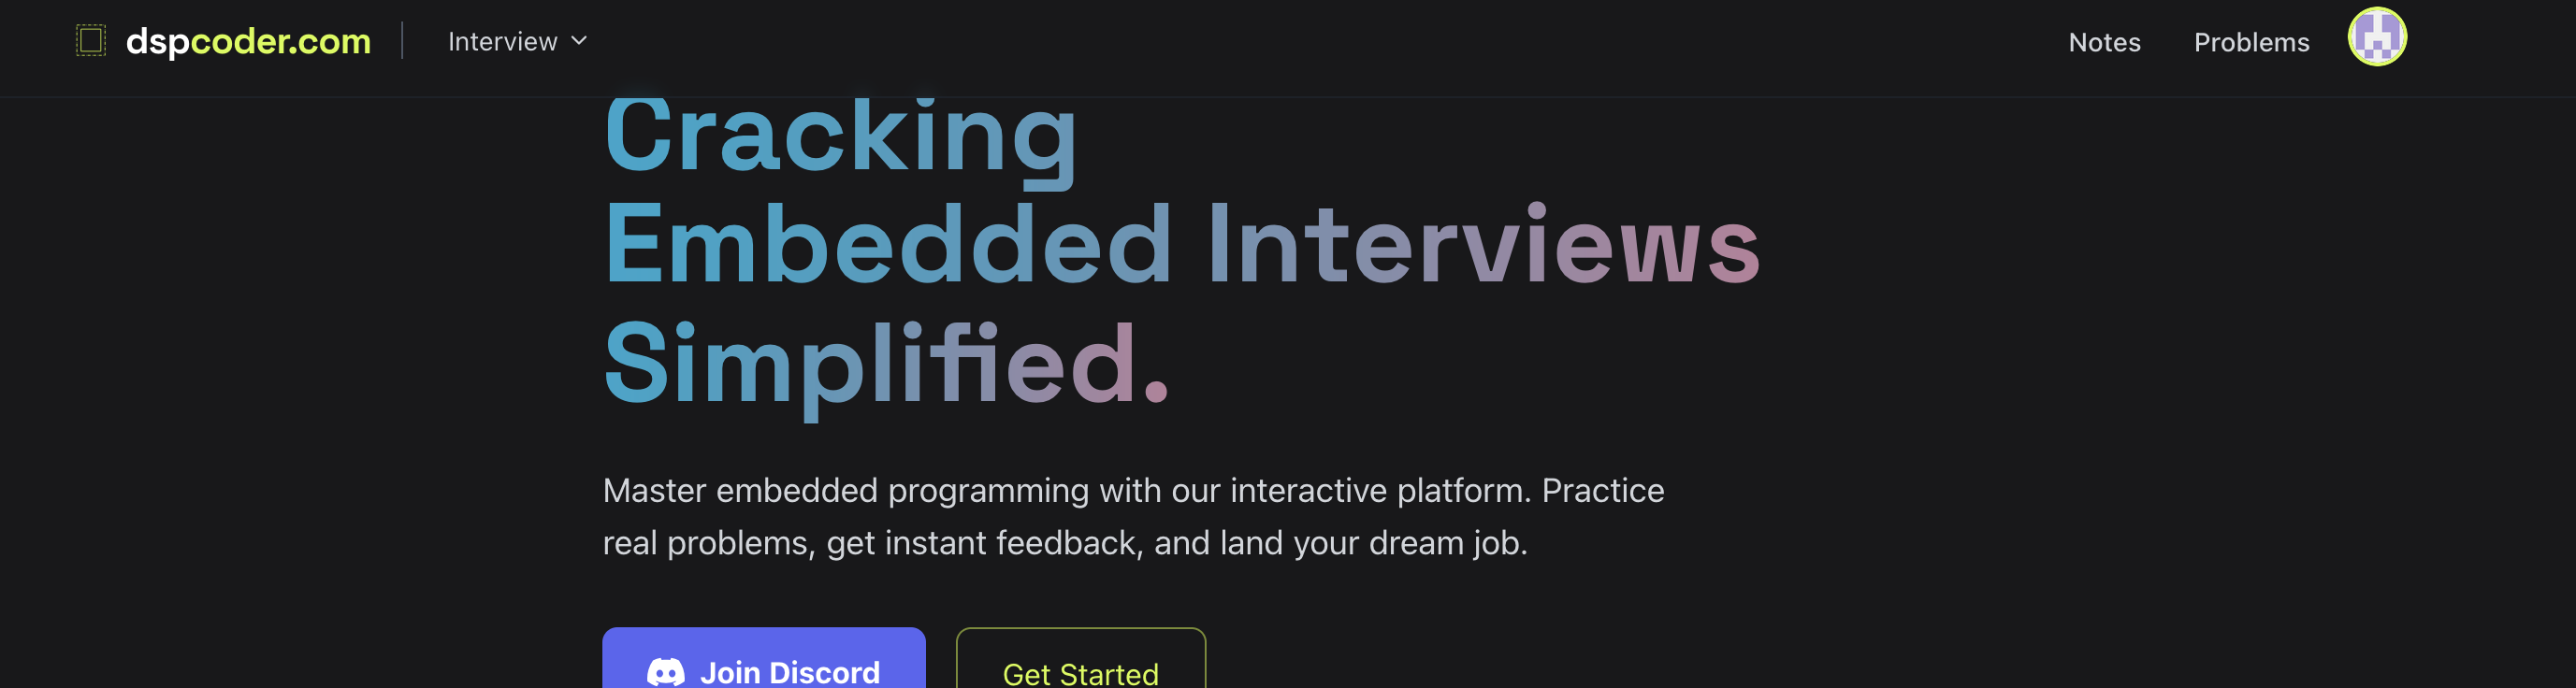 dspcoder.com
Interview
Notes
Problems
Cracking
Embedded Interviews
Simplified.
Master embedded programming with our interactive platform. Practice
real problems, get instant feedback, and land your dream job.
Join Discord
Get Started